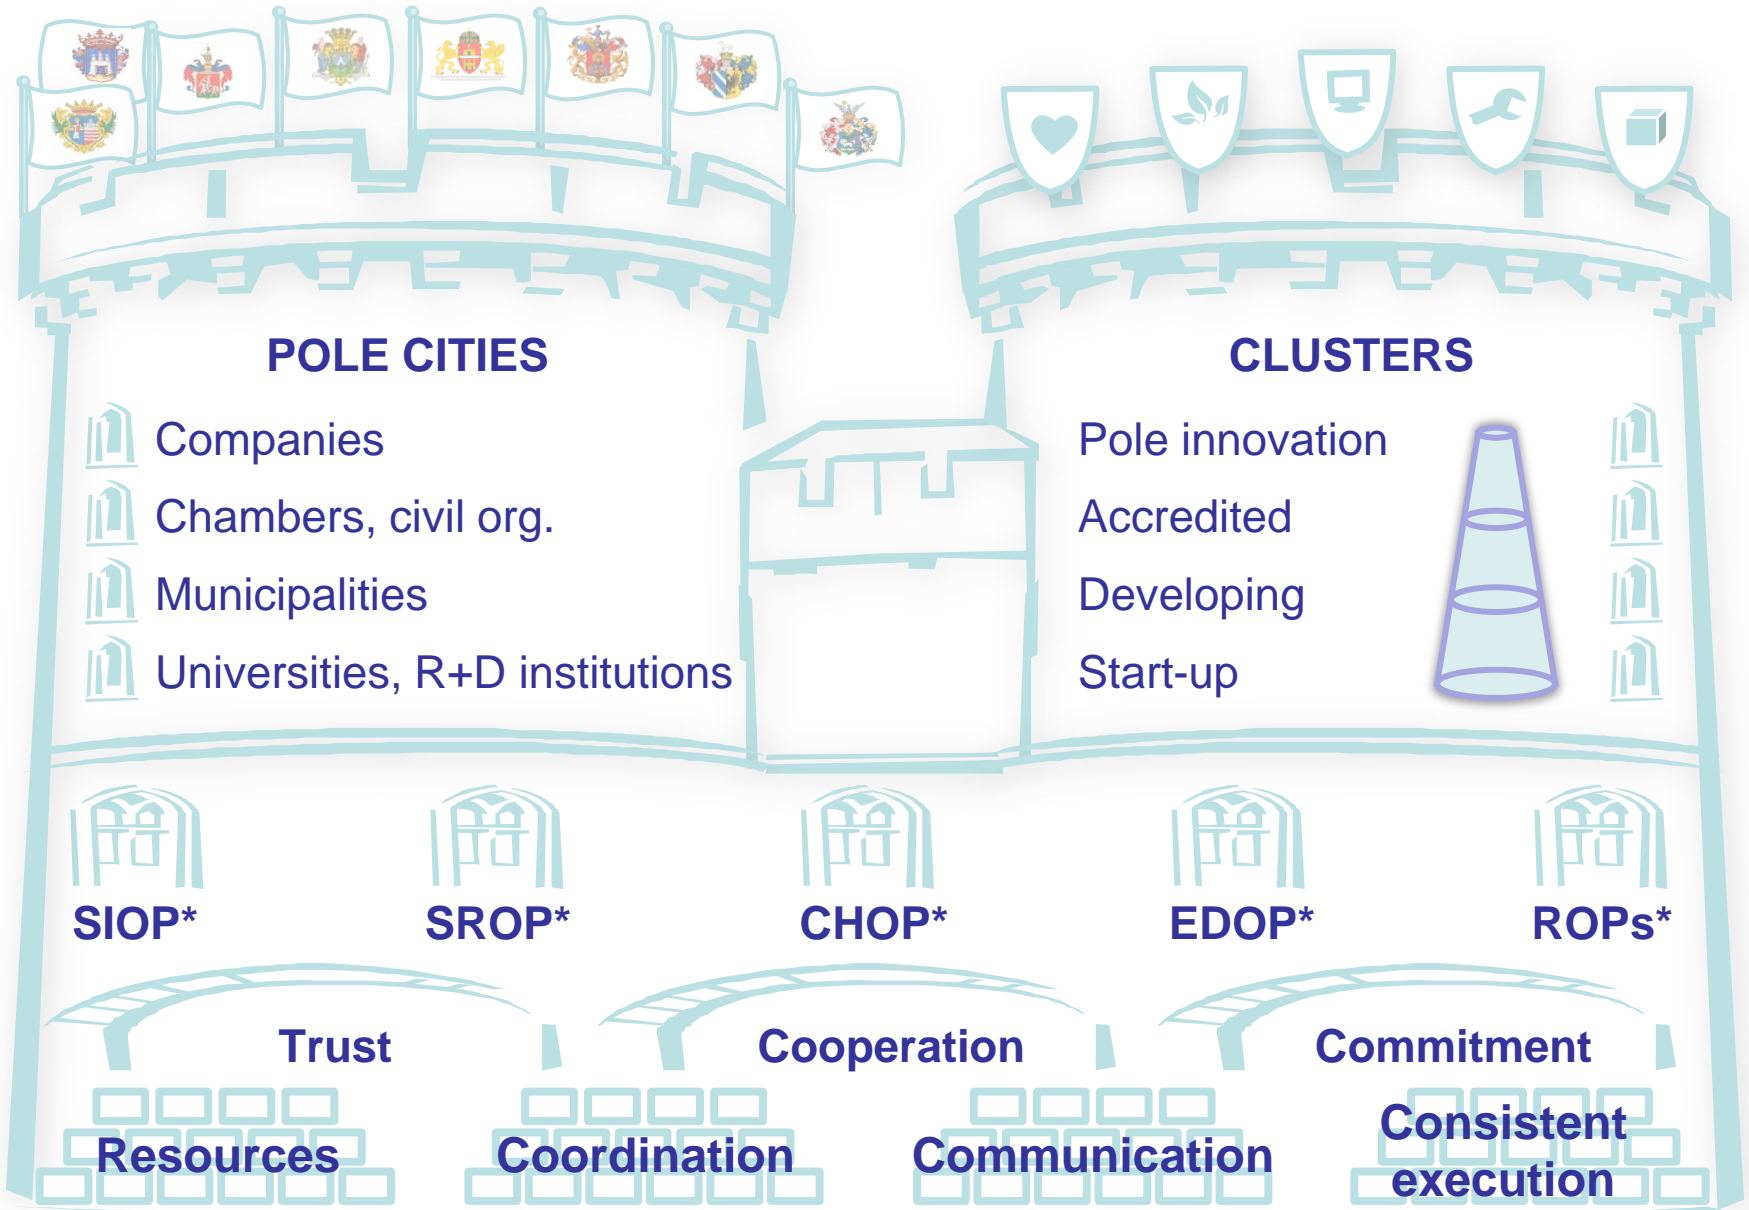 POLE CITIES
Companies
Chambers, civil org.
Municipalities
Universities, R+D institutions
CLUSTERS
Pole innovation
Accredited
Developing
Start-up
SIOP*
SROP*
CHOP*
EDOP*
ROPs*
Trust
Cooperation
Commitment
Resources
Coordination
Communication
Consistent
execution